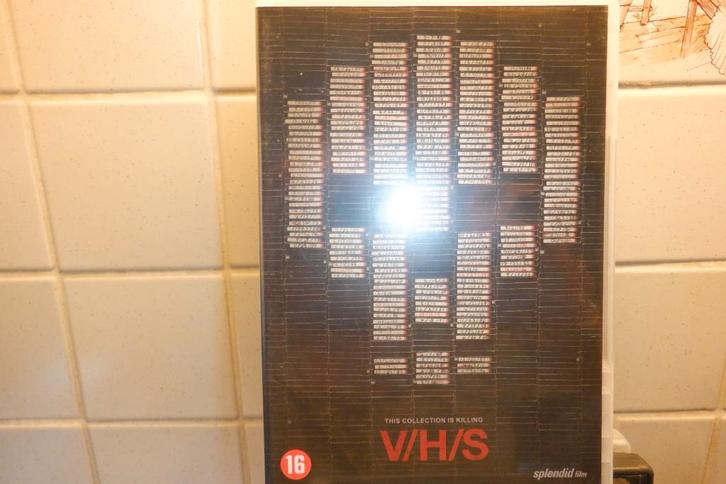 THIS COLLECTION IS KILLING
V/H/S
16
splendid film